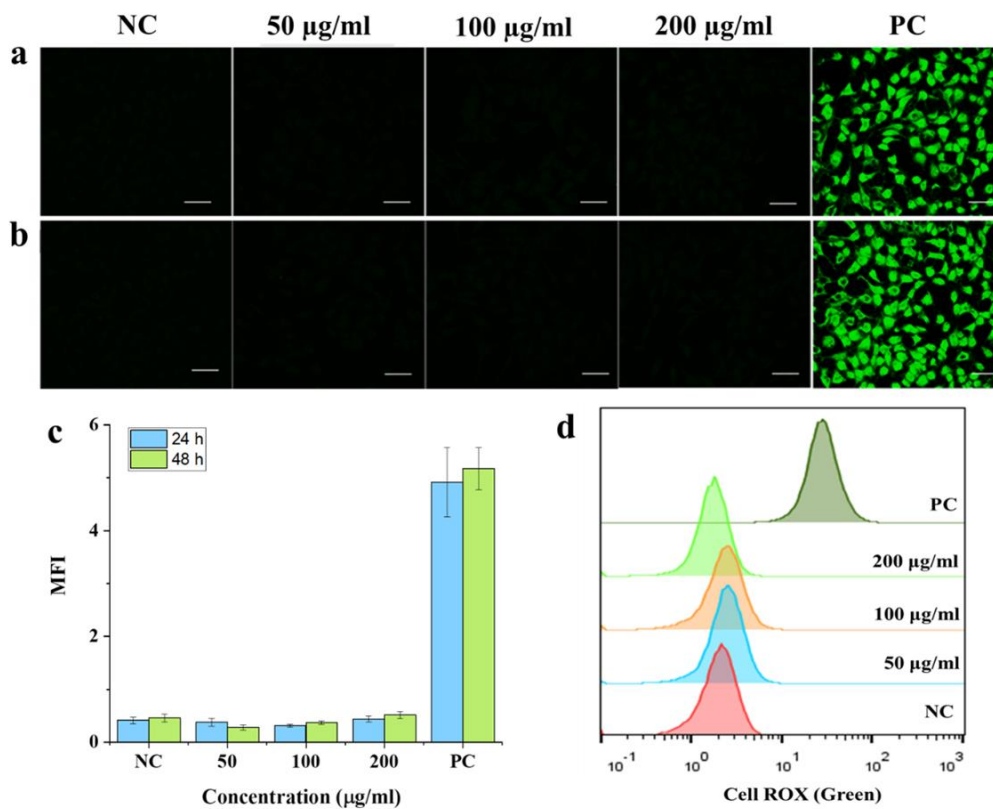 NC 50 μg/ml 100 μg/ml 200 μg/ml PC
a
b
c
24 h
48 h
6
4
2
0
MFI
NC 50 100 200 PC
Concentration (μg/ml)
d
PC
200 μg/ml
100 μg/ml
50 μg/ml
NC
10⁻¹ 10⁰ 10¹ 10² 10³
Cell ROX (Green)